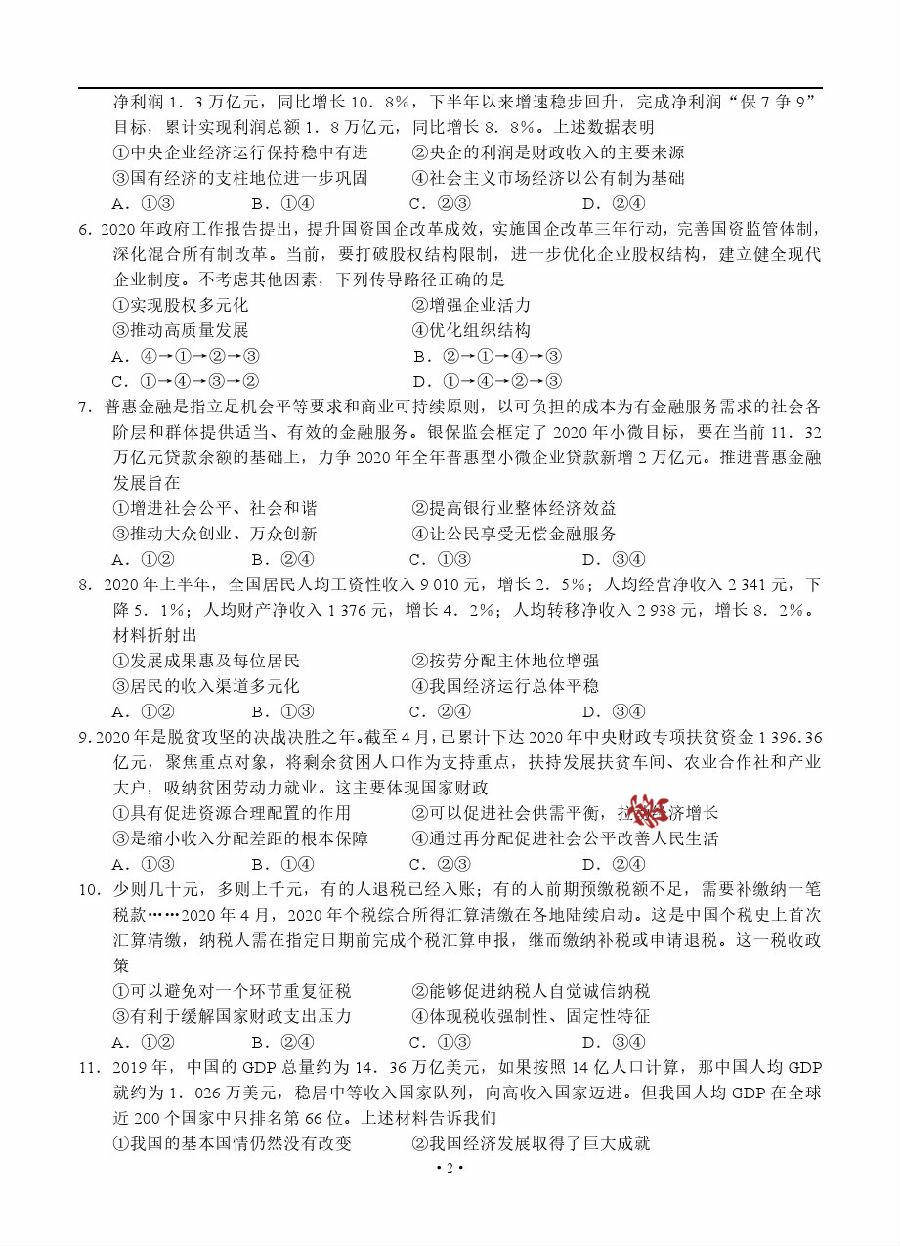 净利润 1．3 万亿元，同比增长 10．8%，下半年以来增速稳步回升，完成净利润“保 7 争 9”
目标，累计实现利润总额 1．8 万亿元，同比增长 8．8%。上述数据表明
①中央企业经济运行保持稳中有进 ②央企的利润是财政收入的主要来源
③国有经济的支柱地位进一步巩固 ④社会主义市场经济以公有制为基础
A．①③ B．①④ C．②③ D．②④
6．2020 年政府工作报告提出，提升国资国企改革成效，实施国企改革三年行动，完善国资监管体制，
深化混合所有制改革。当前，要打破股权结构限制，进一步优化企业股权结构，建立健全现代
企业制度。不考虑其他因素，下列传导路径正确的是
①实现股权多元化 ②增强企业活力
③推动高质量发展 ④优化组织结构
A．④→①→②→③ B．②→①→④→③
C．①→④→③→② D．①→④→②→③
7．普惠金融是指立足机会平等要求和商业可持续原则，以可负担的成本为有金融服务需求的社会各
阶层和群体提供适当、有效的金融服务。银保监会框定了 2020 年小微目标，要在当前 11．32
万亿元贷款余额的基础上，力争 2020 年全年普惠型小微企业贷款新增 2 万亿元。推进普惠金融
发展旨在
①增进社会公平、社会和谐 ②提高银行业整体经济效益
③推动大众创业、万众创新 ④让公民享受无偿金融服务
A．①② B．②④ C．①③ D．③④
8．2020 年上半年，全国居民人均工资性收入 9 010 元，增长 2．5%；人均经营净收入 2 341 元，下
降 5．1%；人均财产净收入 1 376 元，增长 4．2%；人均转移净收入 2 938 元，增长 8．2%。
材料折射出
①发展成果惠及每位居民 ②按劳分配主体地位增强
③居民的收入渠道多元化 ④我国经济运行总体平稳
A．①② B．①③ C．②④ D．③④
9．2020 年是脱贫攻坚的决战决胜之年。截至 4 月，已累计下达 2020 年中央财政专项扶贫资金 1 396.36
亿元，聚焦重点对象，将剩余贫困人口作为支持重点，扶持发展扶贫车间、农业合作社和产业
大户，吸纳贫困劳动力就业。这主要体现国家财政
①具有促进资源合理配置的作用 ②可以促进社会供需平衡，济增长
③是缩小收入分配差距的根本保障 ④通过再分配促进社会公平改善人民生活
A．①③ B．①④ C．②③ D．②④
10．少则几十元，多则上千元，有的人退税已经入账；有的人前期预缴税额不足，需要补缴纳一笔
税款……2020 年 4 月，2020 年个税综合所得汇算清缴在各地陆续启动。这是中国个税史上首次
汇算清缴，纳税人需在指定日期前完成个税汇算申报，继而缴纳补税或申请退税。这一税收政
策
①可以避免对一个环节重复征税 ②能够促进纳税人自觉诚信纳税
③有利于缓解国家财政支出压力 ④体现税收强制性、固定性特征
A．①② B．②④ C．①③ D．③④
11．2019 年，中国的 GDP 总量约为 14．36 万亿美元，如果按照 14 亿人口计算，那中国人均 GDP
就约为 1．026 万美元，稳居中等收入国家队列，向高收入国家迈进。但我国人均 GDP 在全球
近 200 个国家中只排名第 66 位。上述材料告诉我们
①我国的基本国情仍然没有改变 ②我国经济发展取得了巨大成就
·2·